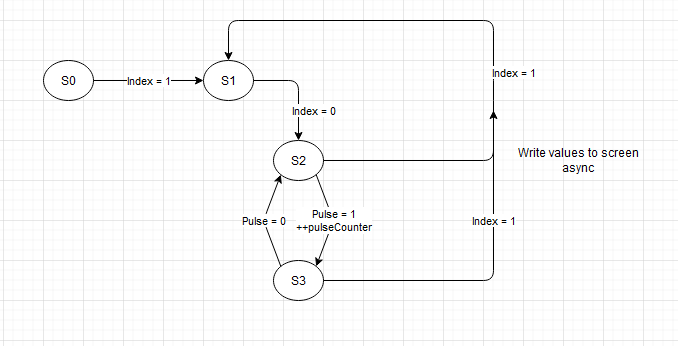 Index = 1
S0
Index = 1
S1
Index = 0
S2
Write values to screen
async
Pulse = 0
Pulse = 1
++pulseCounter
Index = 1
S3